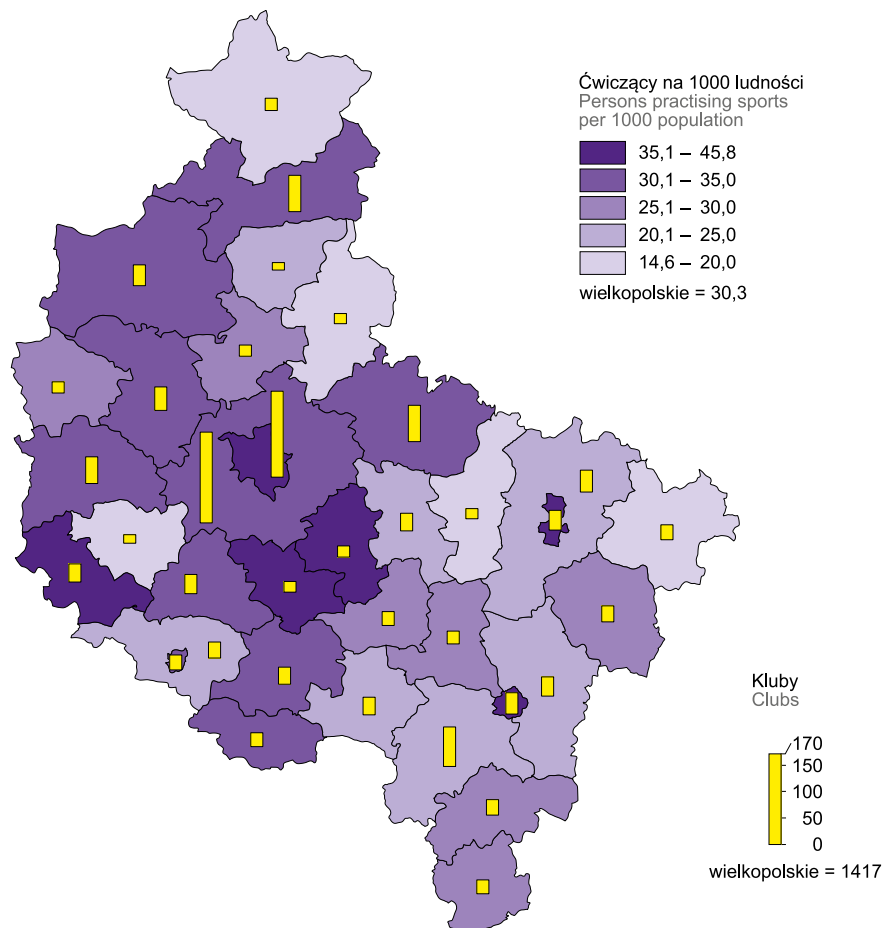 Ćwiczący na 1000 ludności
Persons practising sports
per 1000 population
35,1 – 45,8
30,1 – 35,0
25,1 – 30,0
20,1 – 25,0
14,6 – 20,0
wielkopolskie = 30,3
Kluby
Clubs
170
150
100
50
0
wielkopolskie = 1417